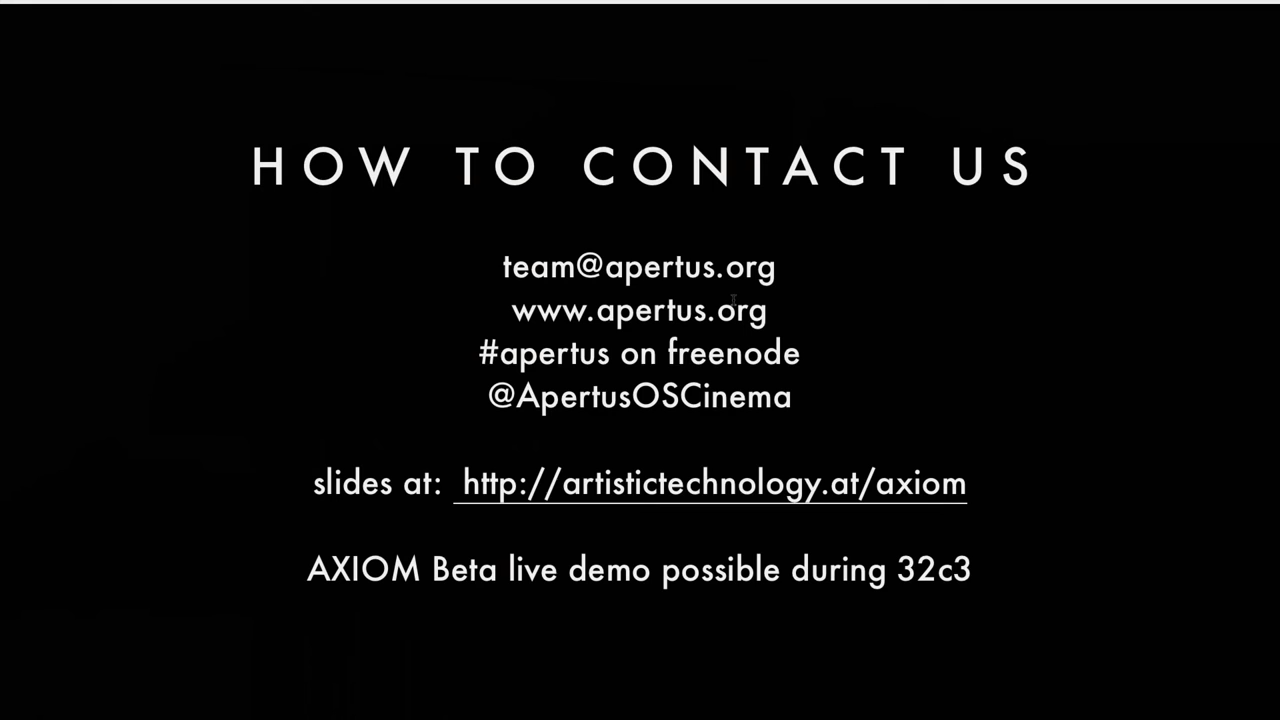 HOW TO CONTACT US
team@apertus.org
www.apertus.org
#apertus on freenode
@ApertusOSCinema
slides at: http://artistictechnology.at/axiom
AXIOM Beta live demo possible during 32c3